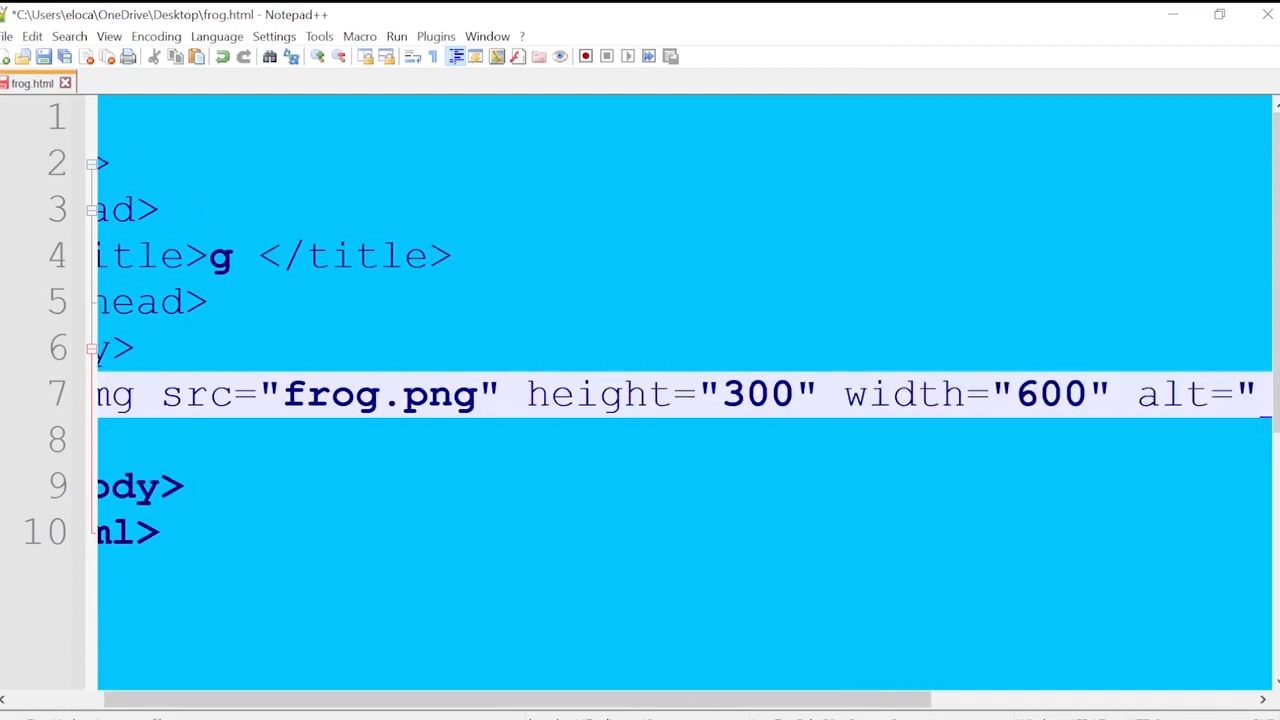 *C:\Users\eloca\OneDrive\Desktop\frog.html - Notepad++
ile Edit Search View Encoding Language Settings Tools Macro Run Plugins Window ?
frog.html
1
2 >
3 ad>
4 itle>g </title>
5 head>
6 y>
7 mg src="frog.png" height="300" width="600" alt="
8
9 ody>
10 ml>